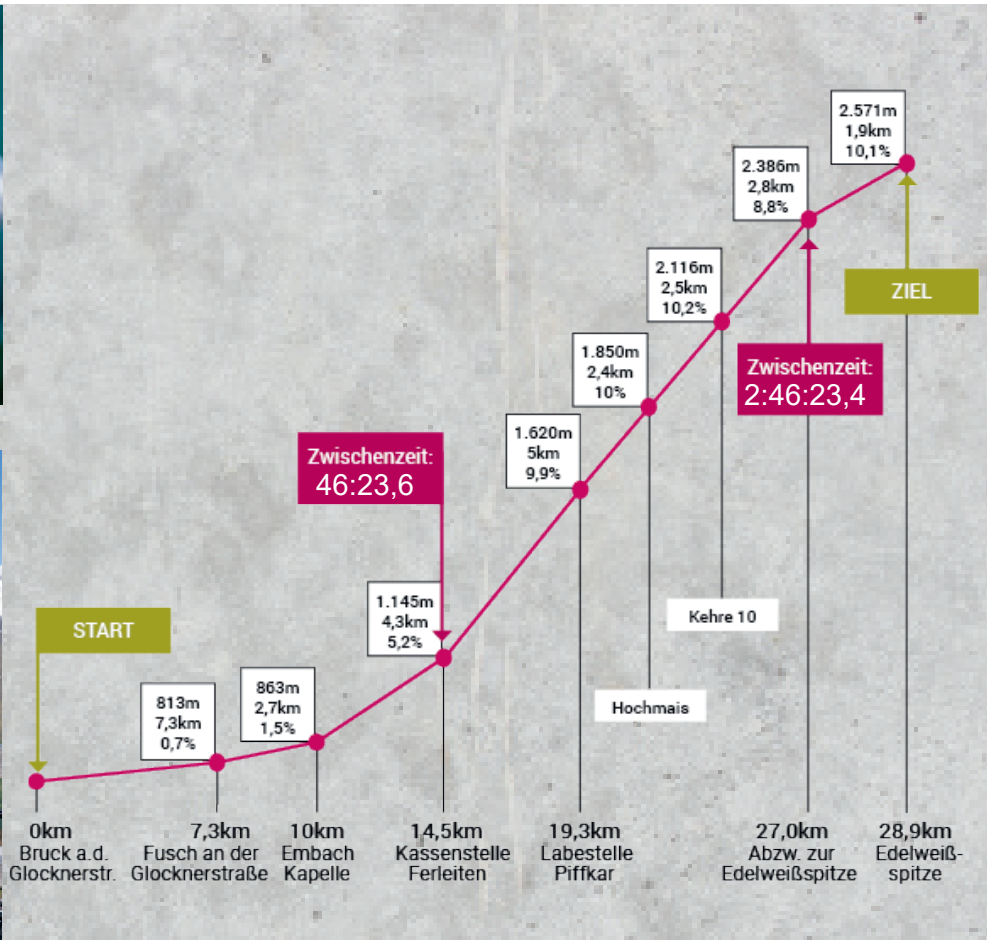 2.571m
1,9km
10,1%
2.386m
2,8km
8,8%
ZIEL
2.116m
2,5km
10,2%
1.850m
2,4km
10%
Zwischenzeit:
2:46:23,4
1.620m
5km
9,9%
Zwischenzeit:
46:23,6
1.145m
4,3km
5,2%
START
Kehre 10
863m
2,7km
1,5%
813m
7,3km
0,7%
Hochmais
0km
Bruck a.d.
Glocknerstr.
7,3km
Fusch an der
Glocknerstraße
10km
Embach
Kapelle
14,5km
Kassenstelle
Ferleiten
19,3km
Labestelle
Piffkar
27,0km
Abzw. zur
Edelweißspitze
28,9km
Edelweiß-
spitze